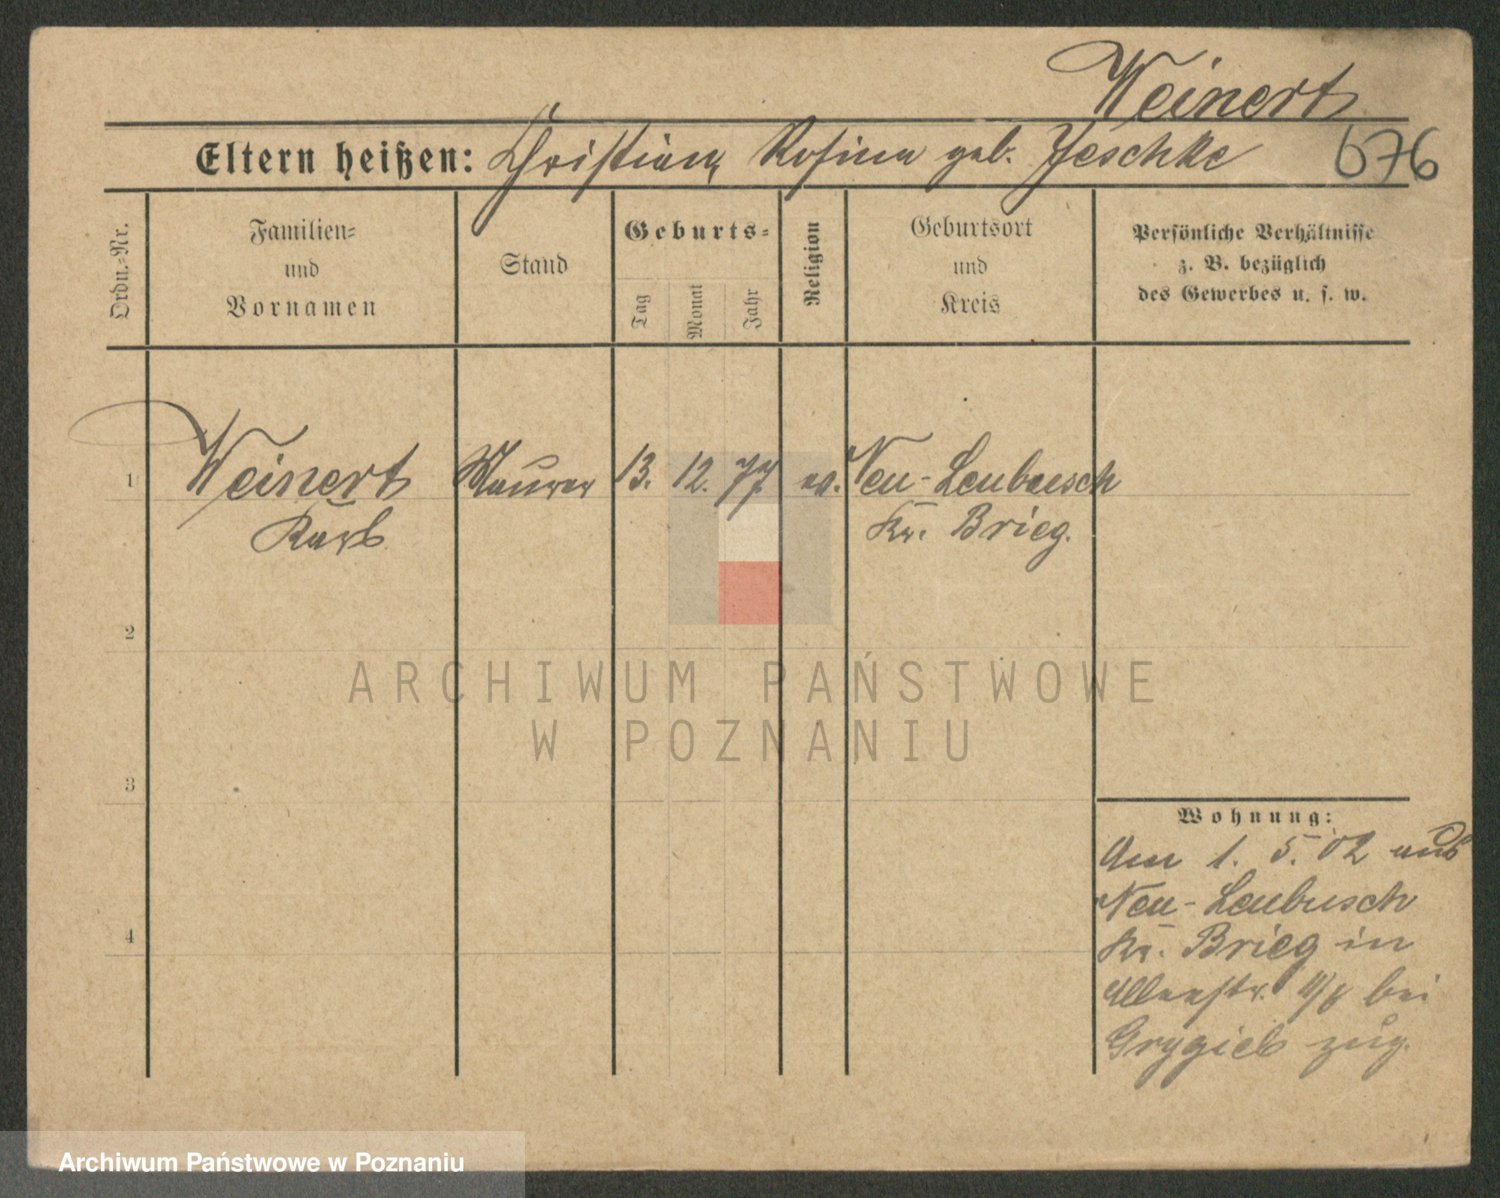 Weinert
Eltern heißen: Christian, Rosina geb. Jeschke 676
Ordn.-Nr.
Familien-
und
Vornamen
Stand
Geburts-
Tag
Monat
Jahr
Religion
Geburtsort
und
Kreis
Persönliche Verhältnisse
z. B. bezüglich
des Gewerbes u. s. w.
1 Weinert Maurer 13. 12. 77 ev. Neu-Leubusch
Karl Kr. Brieg.
2
3
4
Wohnung:
Am 1. 5. 02 aus
Neu-Leubusch
Kr. Brieg in
bei
Grygiel zug.
ARCHIWUM PAŃSTWOWE
W POZNANIU
Archiwum Państwowe w Poznaniu